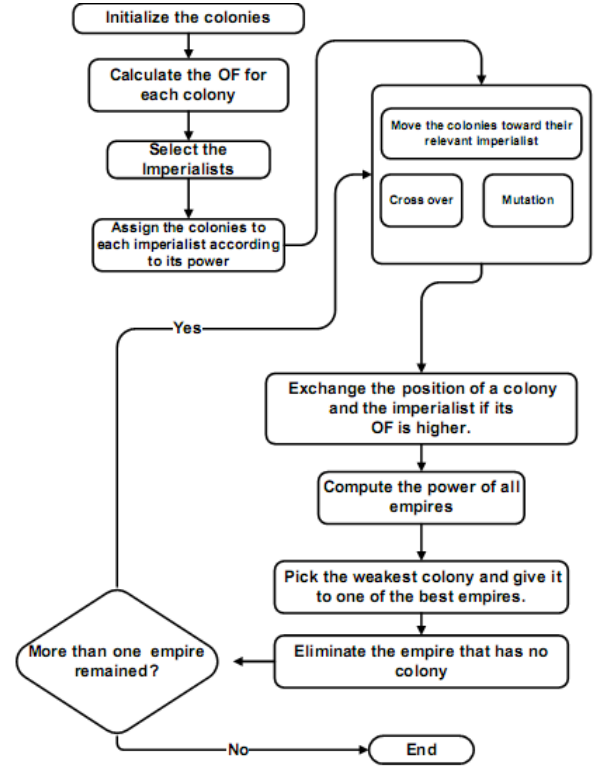 Initialize the colonies
Calculate the OF for
each colony
Select the
Imperialists
Assign the colonies to
each imperialist according
to its power
Move the colonies toward their
relevant imperialist
Cross over
Mutation
Yes
Exchange the position of a colony
and the imperialist if its
OF is higher.
Compute the power of all
empires
Pick the weakest colony and give it
to one of the best empires.
Eliminate the empire that has no
colony
More than one empire
remained?
No
End